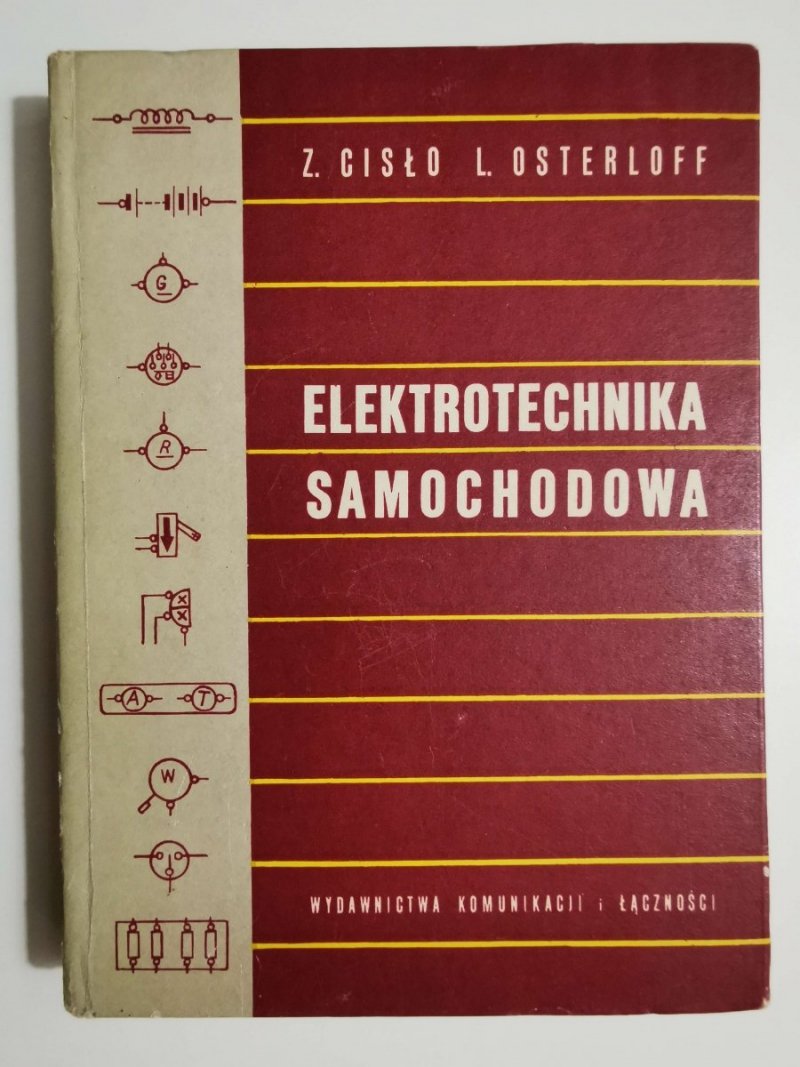 Z. CISŁO L. OSTERLOFF
ELEKTROTECHNIKA
SAMOCHODOWA
G
R
X
X
A T
W
WYDAWNICTWA KOMUNIKACJI i ŁĄCZNOŚCI